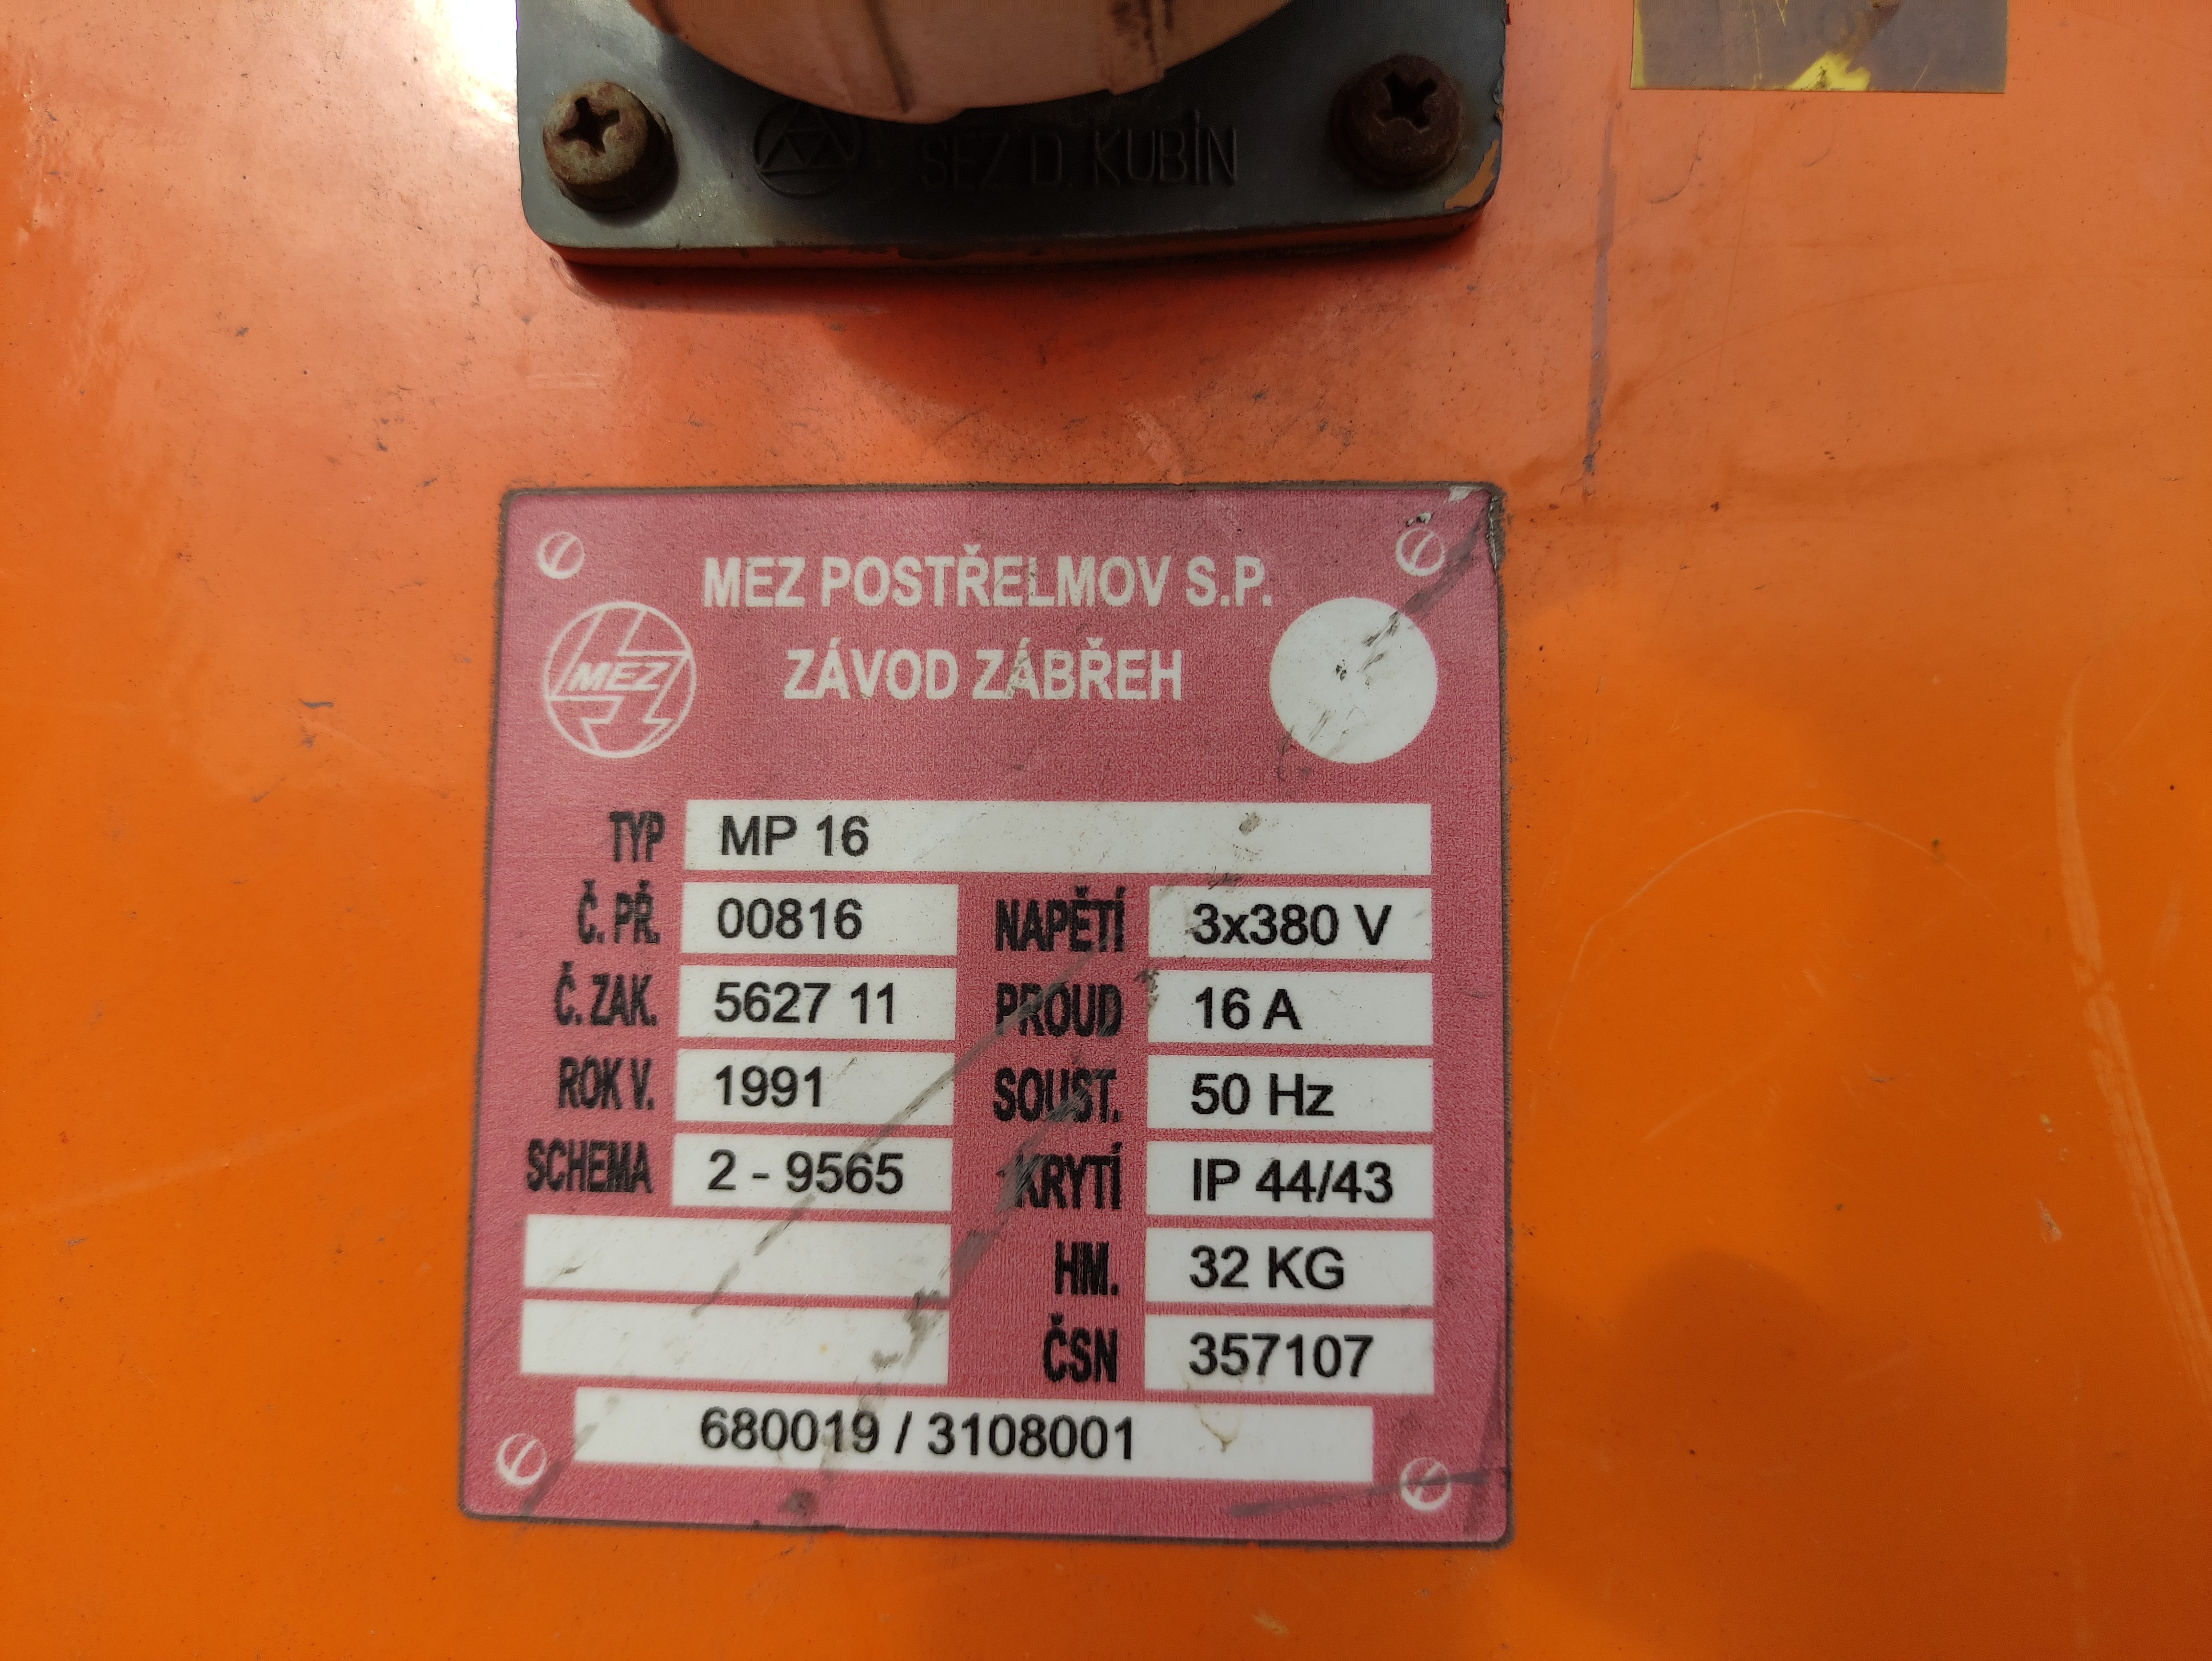 SEZ D. KUBÍN
MEZ POSTŘELMOV S.P.
ZÁVOD ZÁBŘEH
MEZ
TYP MP 16
Č. PŘ. 00816 NAPĚTÍ 3x380 V
Č. ZAK. 5627 11 PROUD 16 A
ROK V. 1991 SOUST. 50 Hz
SCHEMA 2 - 9565 KRYTÍ IP 44/43
HM. 32 KG
ČSN 357107
680019 / 3108001